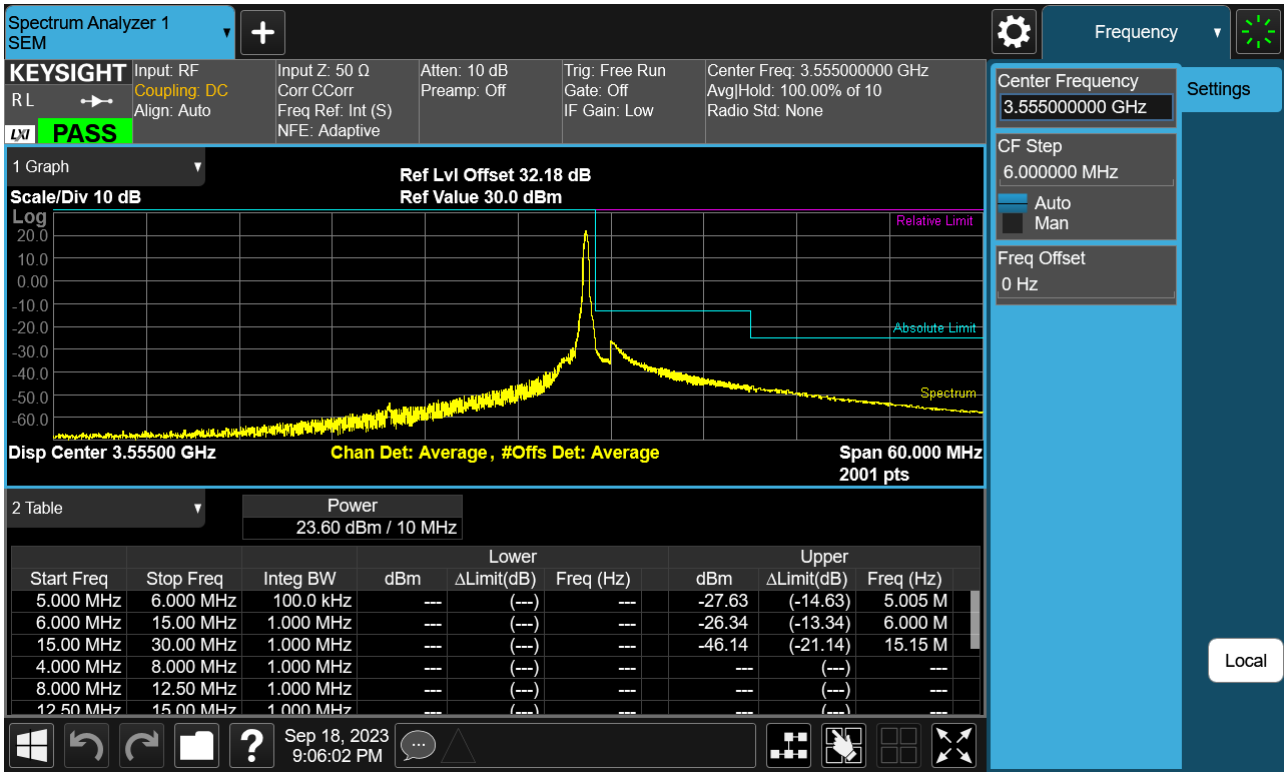 Spectrum Analyzer 1
SEM
Frequency
KEYSIGHT
R L
LXI PASS
Input: RF
Coupling: DC
Align: Auto
Input Z: 50 Ω
Corr CCorr
Freq Ref: Int (S)
NFE: Adaptive
Atten: 10 dB
Preamp: Off
Trig: Free Run
Gate: Off
IF Gain: Low
Center Freq: 3.555000000 GHz
Avg|Hold: 100.00% of 10
Radio Std: None
Center Frequency
3.555000000 GHz
Settings
CF Step
6.000000 MHz
Auto
Man
Freq Offset
0 Hz
1 Graph
Ref Lvl Offset 32.18 dB
Scale/Div 10 dB Ref Value 30.0 dBm
Log
Relative Limit
20.0
10.0
0.00
-10.0
-20.0
Absolute Limit
-30.0
-40.0
-50.0
Spectrum
-60.0
Disp Center 3.55500 GHz Chan Det: Average, #Offs Det: Average Span 60.000 MHz
2001 pts
2 Table
Power
23.60 dBm / 10 MHz
Lower Upper
Start Freq Stop Freq Integ BW dBm ΔLimit(dB) Freq (Hz) dBm ΔLimit(dB) Freq (Hz)
5.000 MHz 6.000 MHz 100.0 kHz --- (---) --- -27.63 (-14.63) 5.005 M
6.000 MHz 15.00 MHz 1.000 MHz --- (---) --- -26.34 (-13.34) 6.000 M
15.00 MHz 30.00 MHz 1.000 MHz --- (---) --- -46.14 (-21.14) 15.15 M
4.000 MHz 8.000 MHz 1.000 MHz --- (---) --- --- (---) ---
8.000 MHz 12.50 MHz 1.000 MHz --- (---) --- --- (---) ---
12.50 MHz 15.00 MHz 1.000 MHz --- (---) --- --- (---) ---
Local
?
Sep 18, 2023
9:06:02 PM